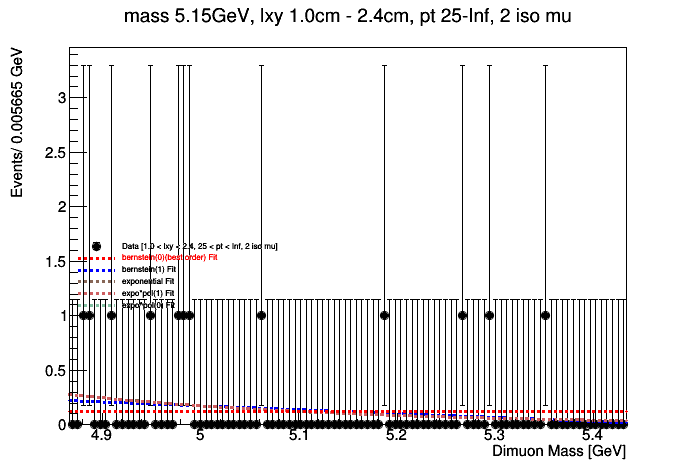 mass 5.15GeV, lxy 1.0cm - 2.4cm, pt 25-Inf, 2 iso mu
Events/ 0.005665 GeV
3
2.5
2
1.5
1
0.5
0
Data [1.0 < lxy < 2.4, 25 < pt < Inf, 2 iso mu]
bernstein(0)(best order) Fit
bernstein(1) Fit
exponential Fit
expo*pol(1) Fit
expo*pol(0) Fit
4.9 5 5.1 5.2 5.3 5.4
Dimuon Mass [GeV]